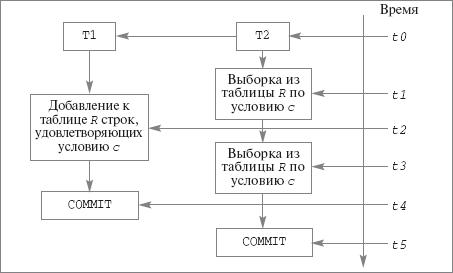 Время
T1
T2
t0
Выборка из
таблицы R по
условию c
t1
Добавление к
таблице R строк,
удовлетворяющих
условию c
t2
Выборка из
таблицы R по
условию c
t3
COMMIT
t4
COMMIT
t5